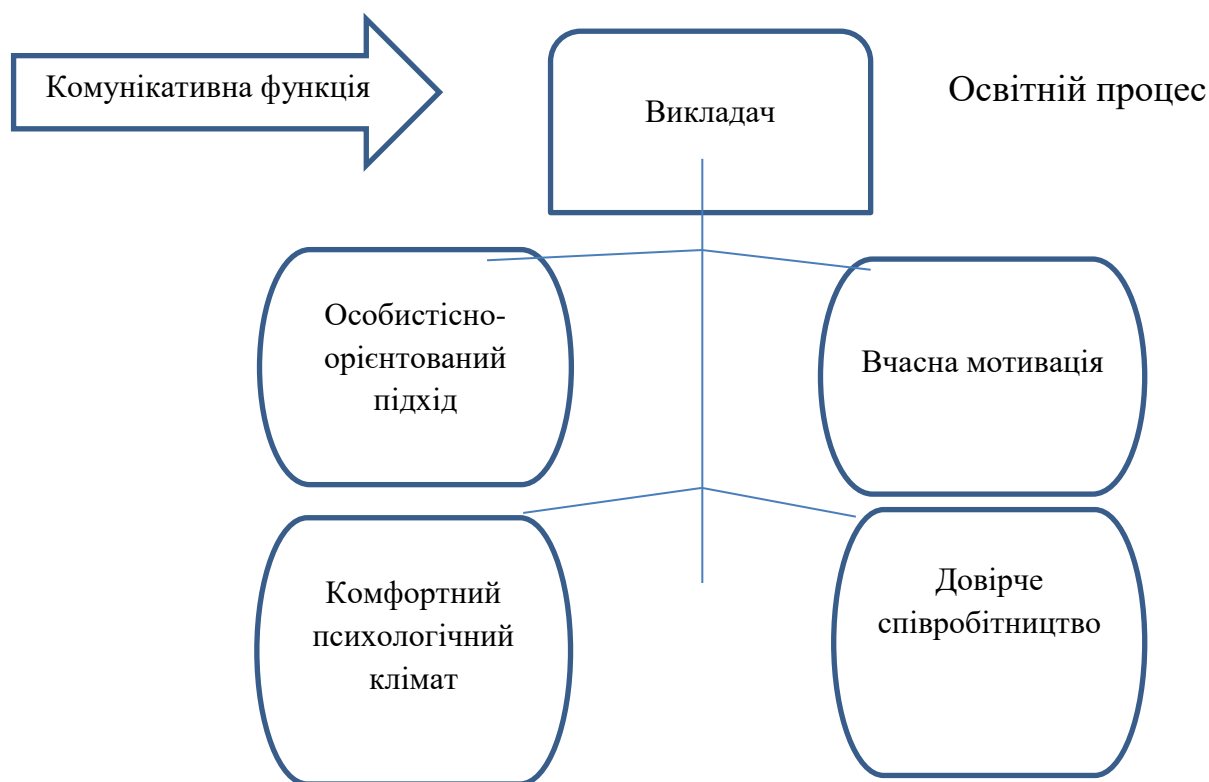 Комунікативна функція
Викладач
Освітній процес
Особистісно-
орієнтований
підхід
Вчасна мотивація
Комфортний
психологічний
клімат
Довірче
співробітництво